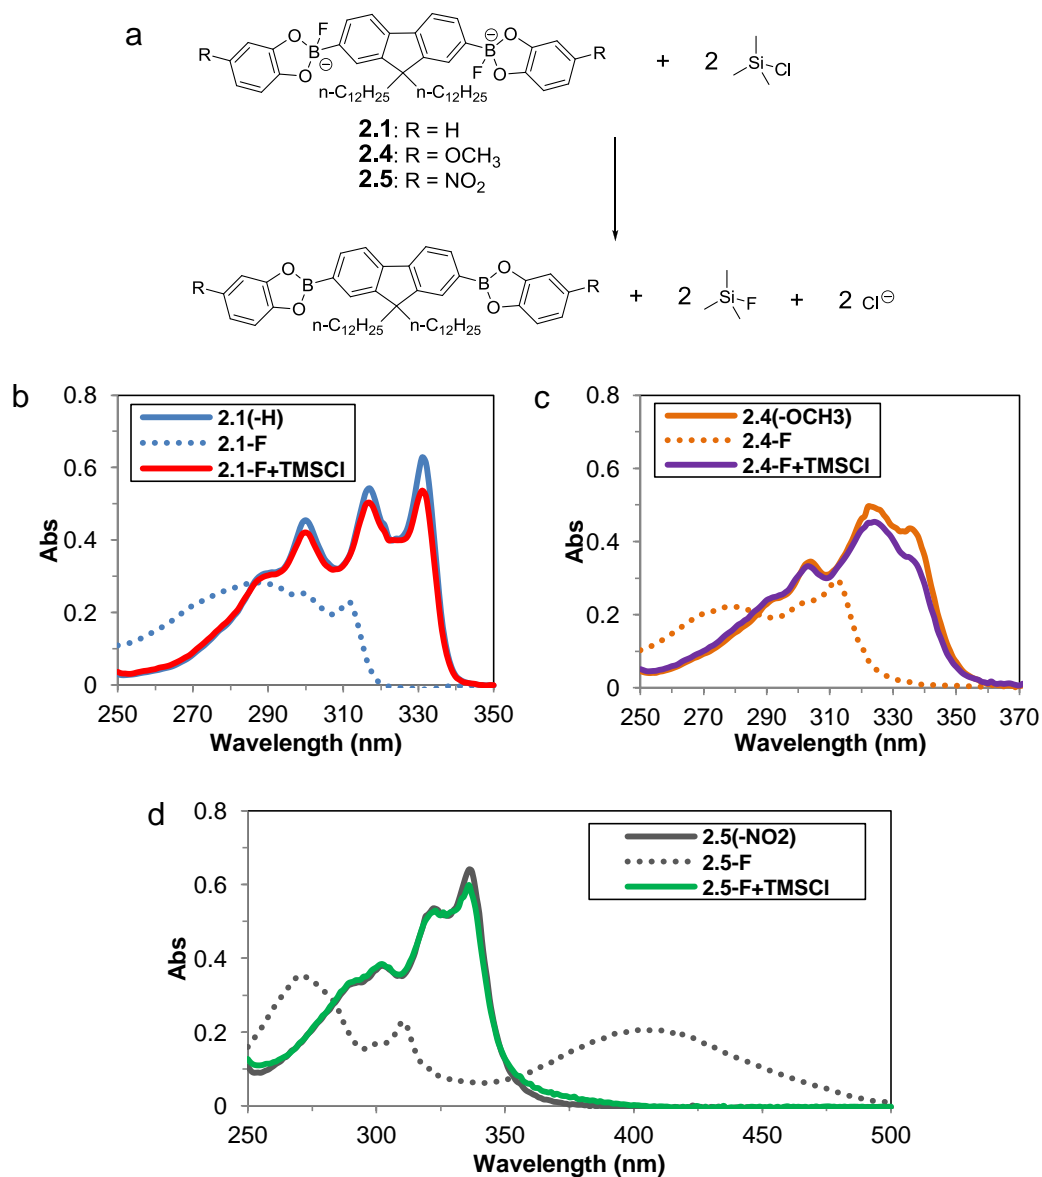 a
F
O
B
⊖
O
R
n-C12H25
n-C12H25
⊖
B
F
O
O
R
+ 2
Si
Cl
2.1: R = H
2.4: R = OCH3
2.5: R = NO2
R
O
B
O
n-C12H25
n-C12H25
B
O
O
R
+ 2
Si
F
+ 2 Cl⊖
b
0.8
0.6
0.4
0.2
0
Abs
2.1(-H)
2.1-F
2.1-F+TMSCl
250 270 290 310 330 350
Wavelength (nm)
c
0.8
0.6
0.4
0.2
0
Abs
2.4(-OCH3)
2.4-F
2.4-F+TMSCl
250 270 290 310 330 350 370
Wavelength (nm)
d
0.8
0.6
0.4
0.2
0
Abs
2.5(-NO2)
2.5-F
2.5-F+TMSCl
250 300 350 400 450 500
Wavelength (nm)